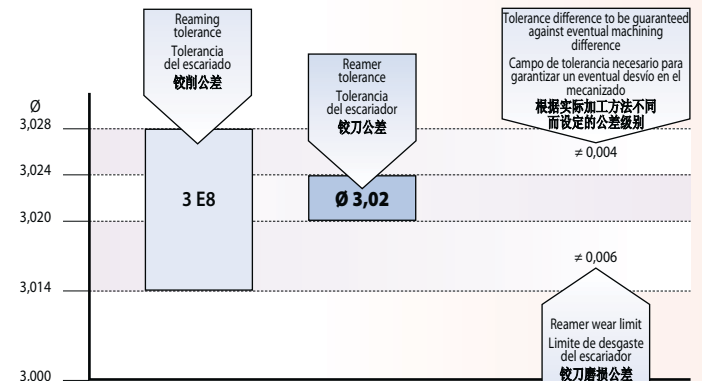 Reaming
tolerance
Tolerancia
del escariado
铰削公差
Reamer
tolerance
Tolerancia
del escariador
铰刀公差
Tolerance difference to be guaranteed
against eventual machining
difference
Campo de tolerancia necesario para
garantizar un eventual desvío en el
mecanizado
根据实际加工方法不同
而设定的公差级别
Ø
3,028
3,024
3,020
3,014
3.000
3 E8
Ø 3,02
≠ 0,004
≠ 0,006
Reamer wear limit
Limite de desgaste
del escariador
铰刀磨损公差